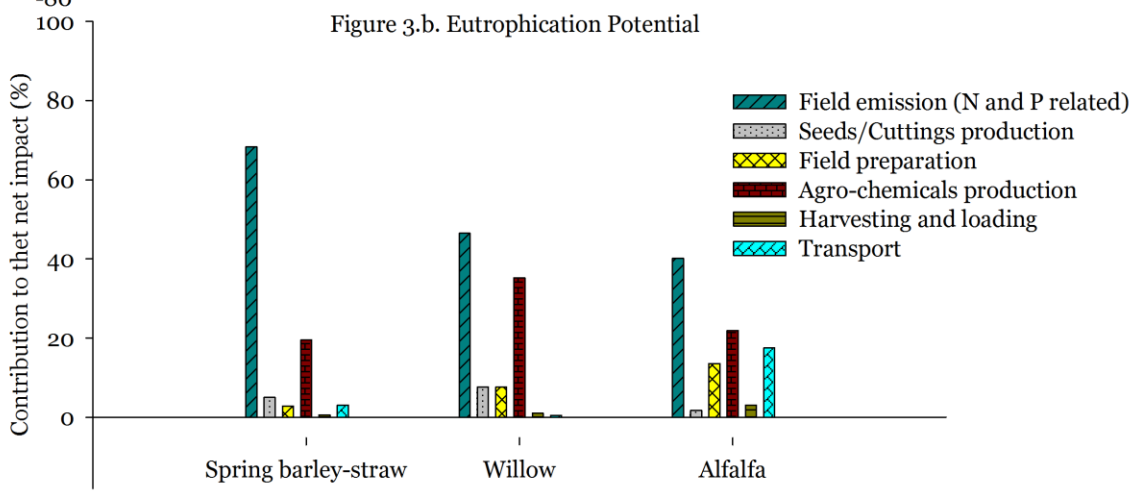 -80
100
Figure 3.b. Eutrophication Potential
Contribution to thet net impact (%)
80
60
40
20
0
Field emission (N and P related)
Seeds/Cuttings production
Field preparation
Agro-chemicals production
Harvesting and loading
Transport
Spring barley-straw
Willow
Alfalfa